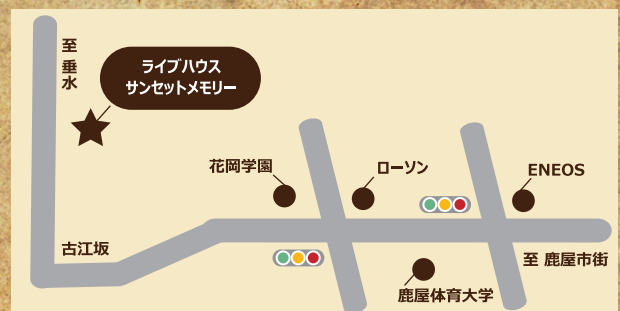 至
垂
水
ライブハウス
サンセットメモリー
花岡学園
ローソン
ENEOS
古江坂
至 鹿屋市街
鹿屋体育大学